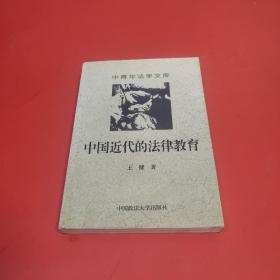 中青年法学文库
中国近代的法律教育
王健 著
中国政法大学出版社